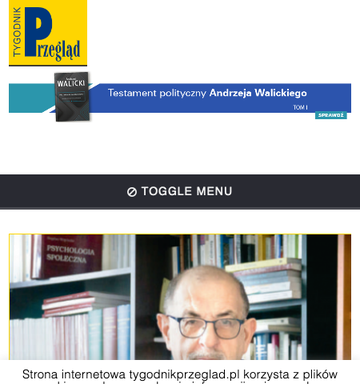 TYGODNIK
Przegląd
WALICKI
Testament polityczny Andrzeja Walickiego
TOM I
SPRAWDŹ
TOGGLE MENU
PSYCHOLOGIA
SPOŁECZNA
Strona internetowa tygodnikprzeglad.pl korzysta z plików